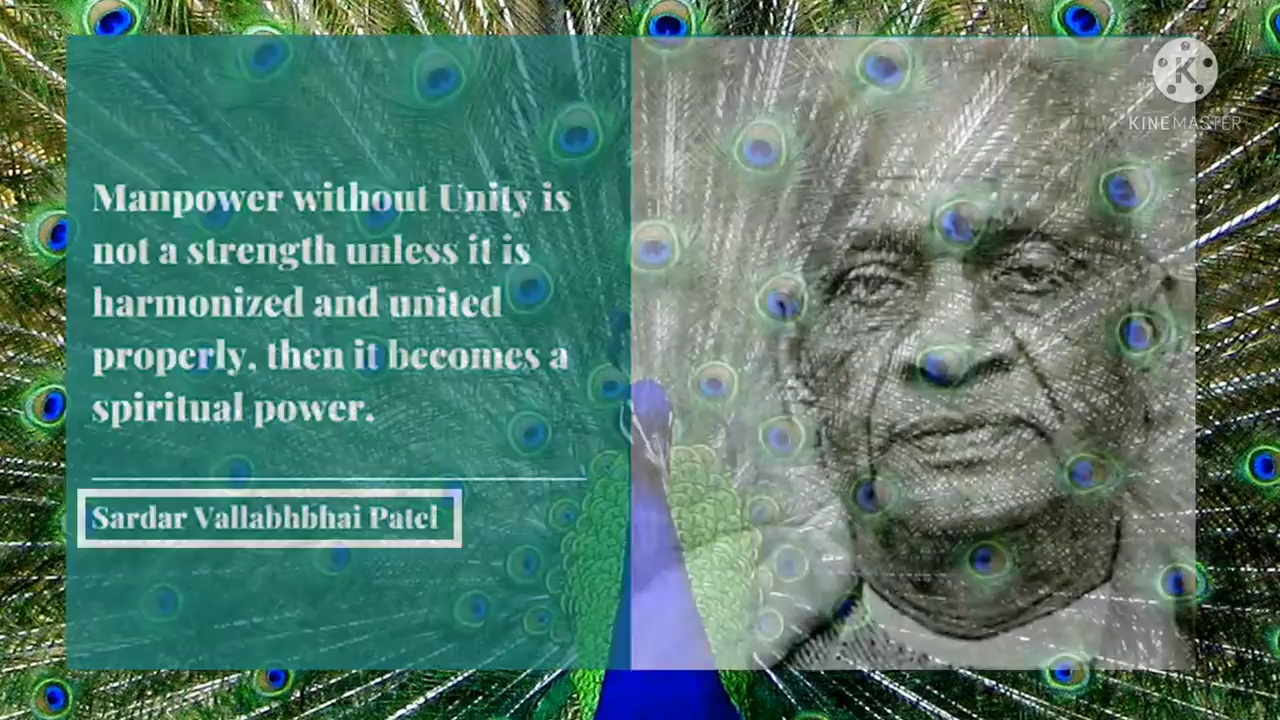 Manpower without Unity is
not a strength unless it is
harmonized and united
properly, then it becomes a
spiritual power.
Sardar Vallabhbhai Patel
K
KINEMASTER